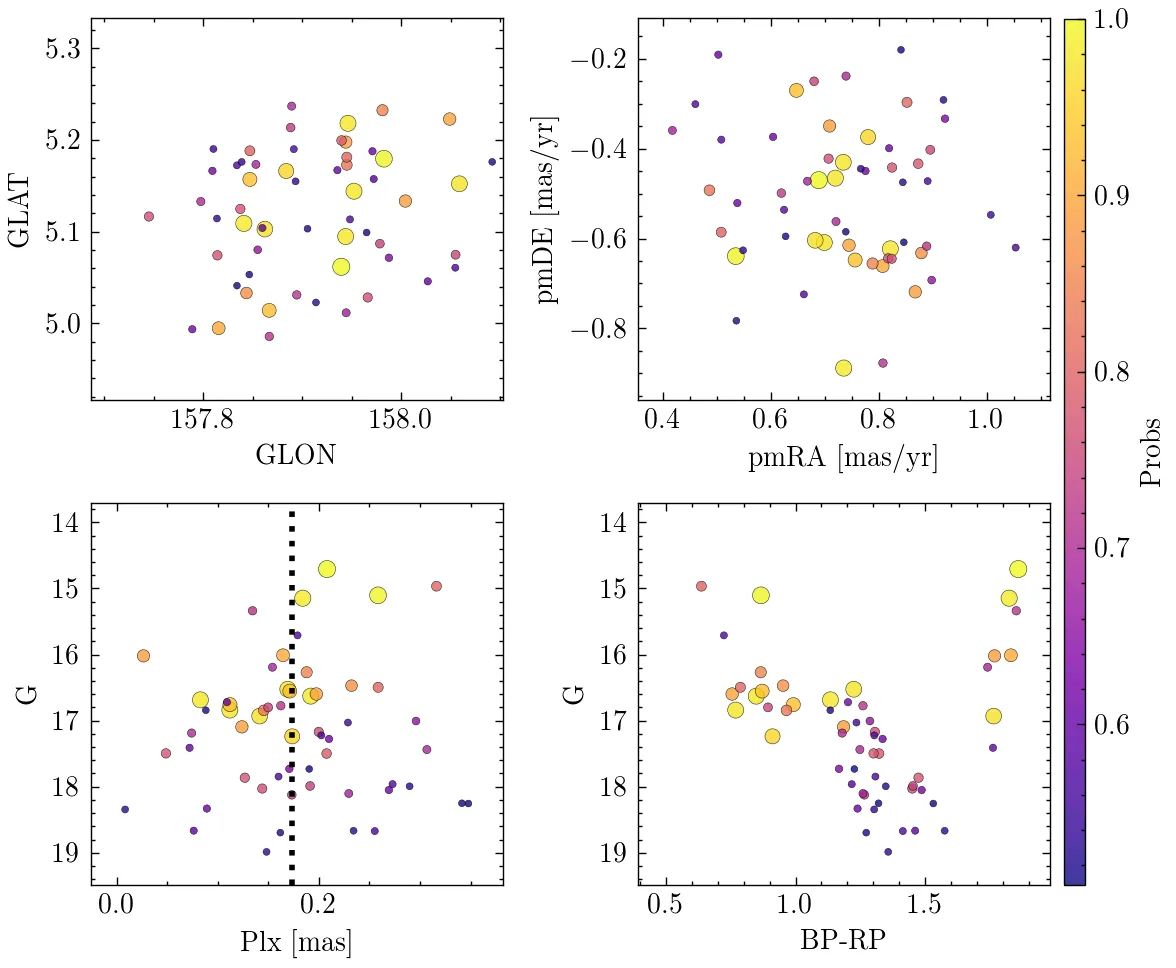 5.3
5.2
5.1
5.0
GLAT
157.8 158.0
GLON
−0.2
−0.4
−0.6
−0.8
pmDE [mas/yr]
0.4 0.6 0.8 1.0
pmRA [mas/yr]
1.0
0.9
0.8
0.7
0.6
Probs
14
15
16
17
18
19
G
0.0 0.2
Plx [mas]
14
15
16
17
18
19
G
0.5 1.0 1.5
BP-RP